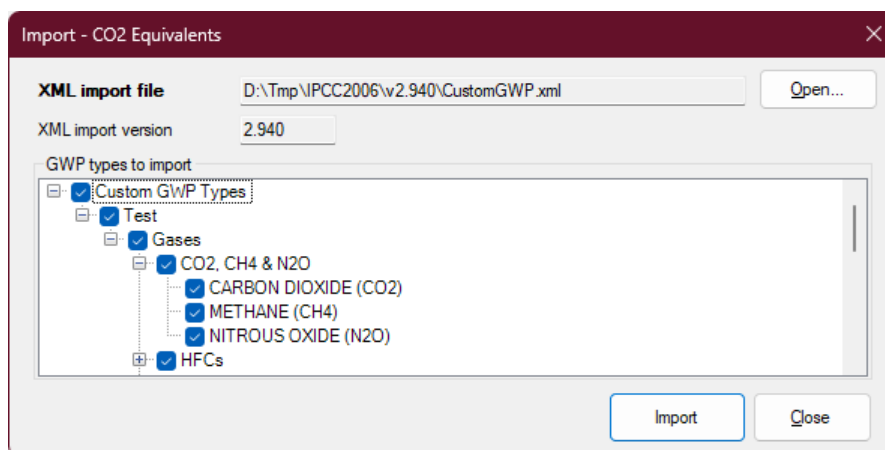 Import - CO2 Equivalents
XML import file D:\Tmp\IPCC2006\v2.940\CustomGWP.xml Open...
XML import version 2.940
GWP types to import
Custom GWP Types
Test
Gases
CO2, CH4 & N2O
CARBON DIOXIDE (CO2)
METHANE (CH4)
NITROUS OXIDE (N2O)
HFCs
Import Close